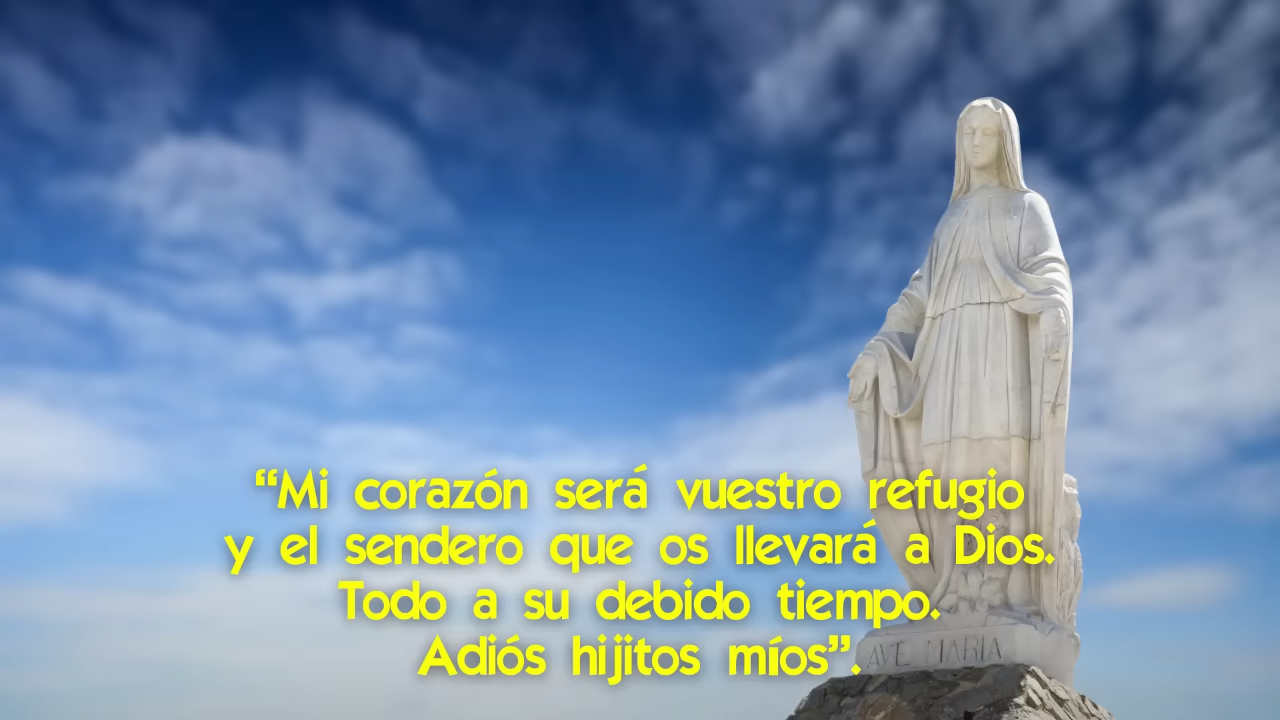 “Mi corazón será vuestro refugio
y el sendero que os llevará a Dios.
Todo a su debido tiempo.
Adiós hijitos míos”.
AVE MARIA